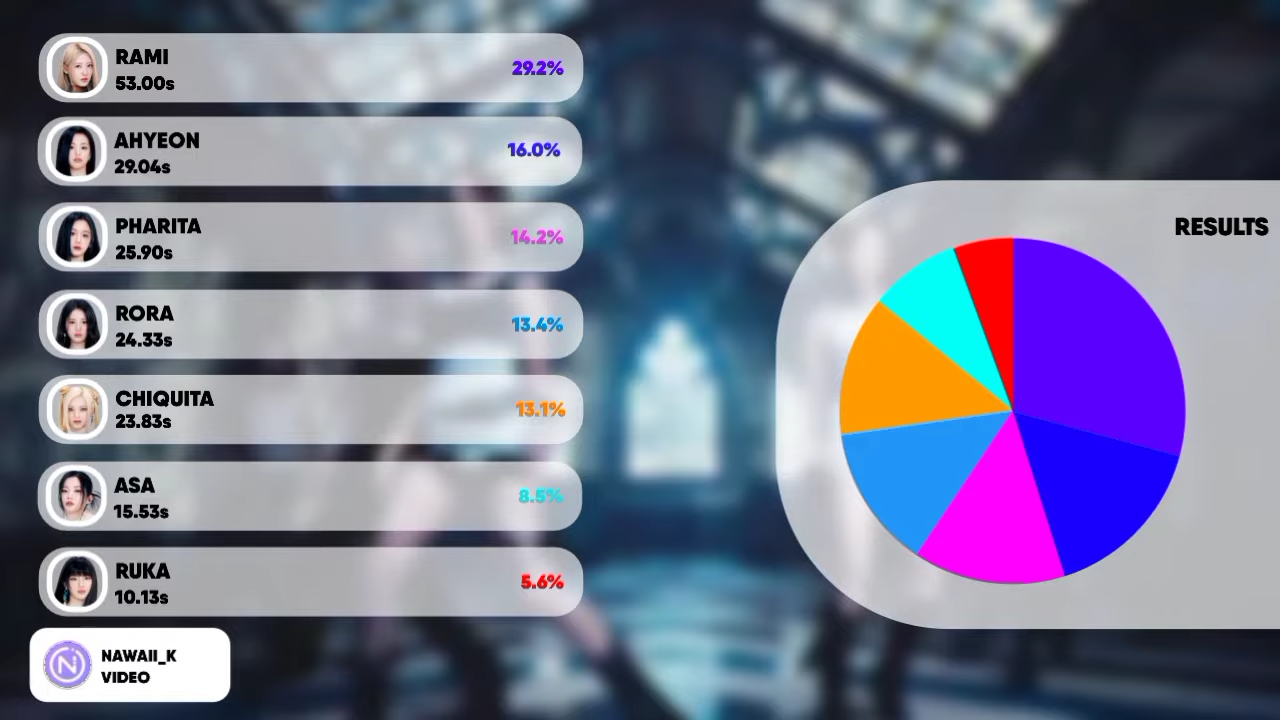 RAMI
53.00s
29.2%
AHYEON
29.04s
16.0%
PHARITA
25.90s
14.2%
RORA
24.33s
13.4%
CHIQUITA
23.83s
13.1%
ASA
15.53s
8.5%
RUKA
10.13s
5.6%
NAWAII_K
VIDEO
RESULTS